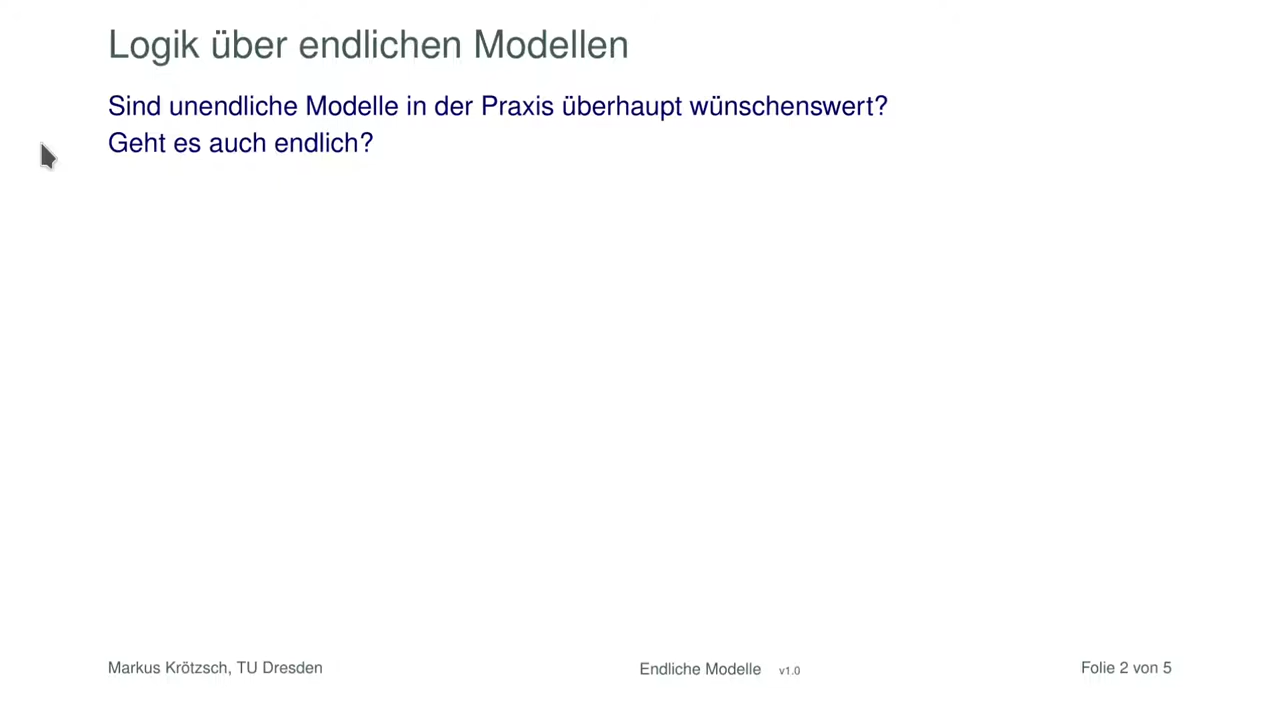 Logik über endlichen Modellen
Sind unendliche Modelle in der Praxis überhaupt wünschenswert?
Geht es auch endlich?
Markus Krötzsch, TU Dresden
Endliche Modelle v1.0
Folie 2 von 5